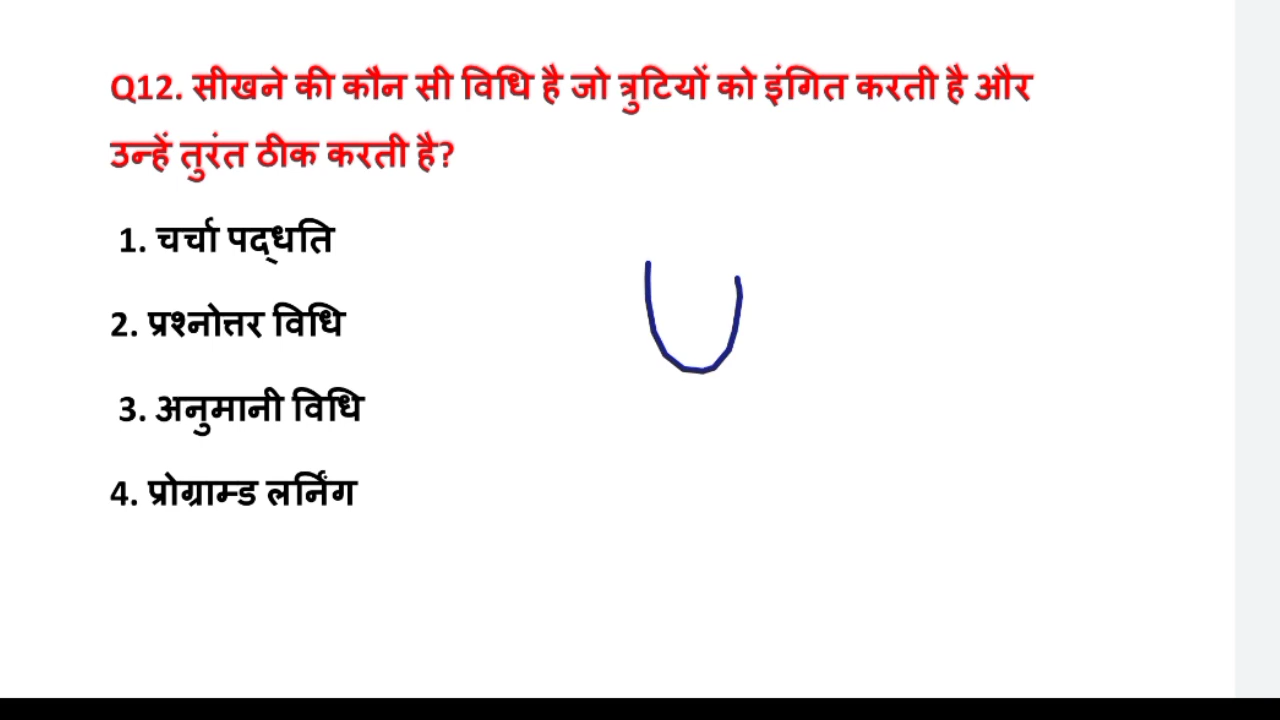 Q12. सीखने की कौन सी विधि है जो त्रुटियों को इंगित करती है और
उन्हें तुरंत ठीक करती है?
1. चर्चा पद्धति
2. प्रश्नोत्तर विधि
3. अनुमानी विधि
4. प्रोग्राम्ड लर्निंग